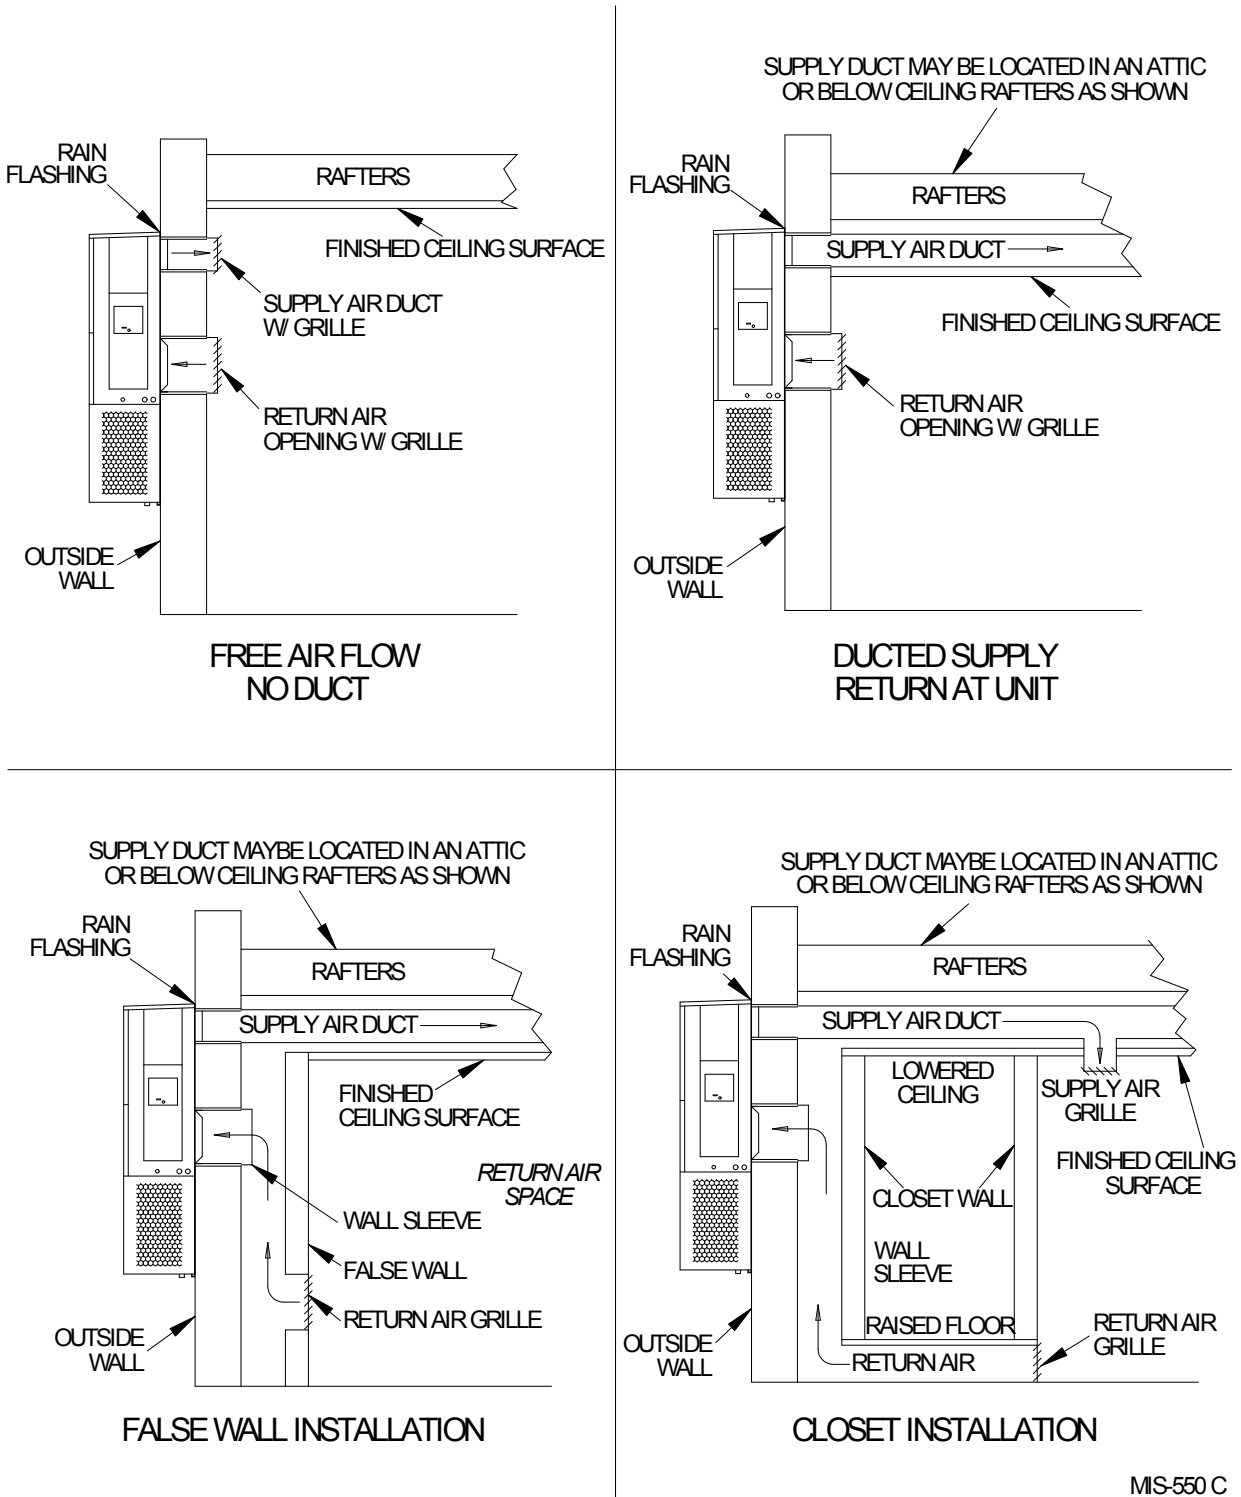 RAIN
FLASHING
RAFTERS
FINISHED CEILING SURFACE
SUPPLY AIR DUCT
W/ GRILLE
RETURN AIR
OPENING W/ GRILLE
OUTSIDE
WALL
FREE AIR FLOW
NO DUCT
SUPPLY DUCT MAY BE LOCATED IN AN ATTIC
OR BELOW CEILING RAFTERS AS SHOWN
RAIN
FLASHING
RAFTERS
SUPPLY AIR DUCT
FINISHED CEILING SURFACE
RETURN AIR
OPENING W/ GRILLE
OUTSIDE
WALL
DUCTED SUPPLY
RETURN AT UNIT
SUPPLY DUCT MAYBE LOCATED IN AN ATTIC
OR BELOW CEILING RAFTERS AS SHOWN
RAIN
FLASHING
RAFTERS
SUPPLY AIR DUCT
FINISHED
CEILING SURFACE
RETURN AIR
SPACE
WALL SLEEVE
FALSE WALL
RETURN AIR GRILLE
OUTSIDE
WALL
FALSE WALL INSTALLATION
SUPPLY DUCT MAYBE LOCATED IN AN ATTIC
OR BELOW CEILING RAFTERS AS SHOWN
RAIN
FLASHING
RAFTERS
SUPPLY AIR DUCT
LOWERED
CEILING
SUPPLY AIR
GRILLE
FINISHED CEILING
SURFACE
CLOSET WALL
WALL
SLEEVE
RAISED FLOOR
RETURN AIR
GRILLE
RETURN AIR
OUTSIDE
WALL
CLOSET INSTALLATION
MIS-550 C